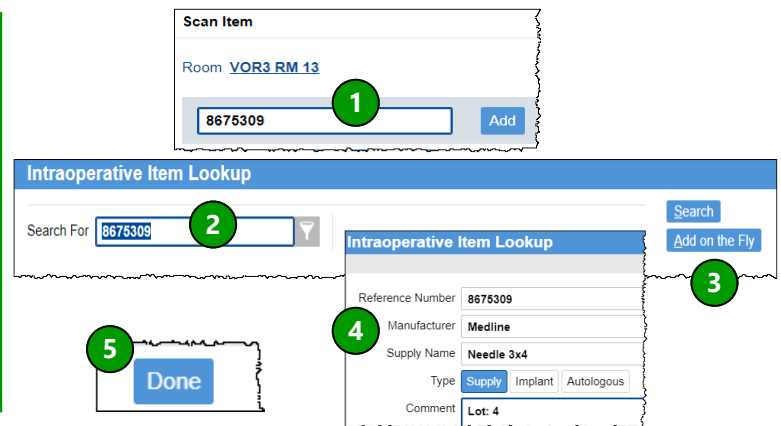 Scan Item
Room VOR3 RM 13
1
8675309 Add
Intraoperative Item Lookup
Search For 8675309
2
Search
Add on the Fly
3
Intraoperative Item Lookup
Reference Number 8675309
4
Manufacturer Medline
Supply Name Needle 3x4
Type Supply Implant Autologous
Comment Lot: 4
5
Done